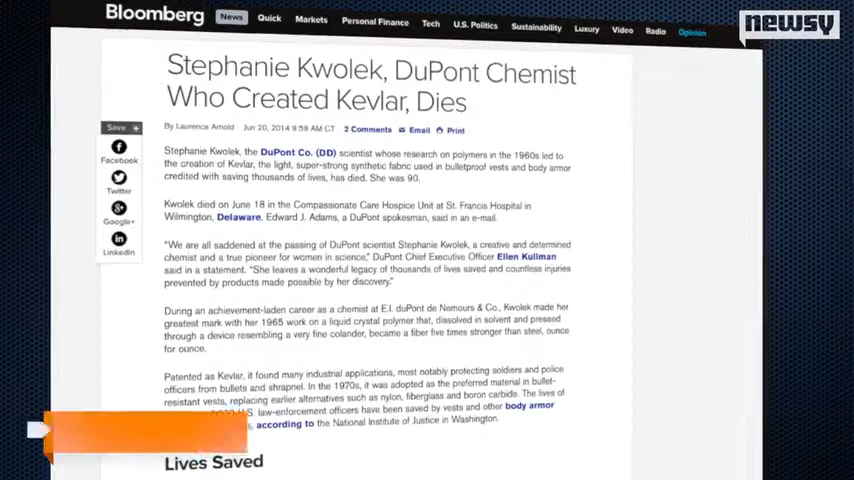 Bloomberg
News Quick Markets Personal Finance Tech U.S. Politics Sustainability Luxury Video Radio Opinion
newsy
Stephanie Kwolek, DuPont Chemist
Who Created Kevlar, Dies
By Laurence Arnold Jun 20, 2014 9:59 AM CT 2 Comments Email Print
Save +
Facebook
Twitter
Google+
LinkedIn
Stephanie Kwolek, the DuPont Co. (DD) scientist whose research on polymers in the 1960s led to
the creation of Kevlar, the light, super-strong synthetic fabric used in bulletproof vests and body armor
credited with saving thousands of lives, has died. She was 90.
Kwolek died on June 18 in the Compassionate Care Hospice Unit at St. Francis Hospital in
Wilmington, Delaware, Edward J. Adams, a DuPont spokesman, said in an e-mail.
“We are all saddened at the passing of DuPont scientist Stephanie Kwolek, a creative and determined
chemist and a true pioneer for women in science,” DuPont Chief Executive Officer Ellen Kullman
said in a statement. “She leaves a wonderful legacy of thousands of lives saved and countless injuries
prevented by products made possible by her discovery.”
During an achievement-laden career as a chemist at E.I. duPont de Nemours & Co., Kwolek made her
greatest mark with her 1965 work on a liquid crystal polymer that, dissolved in solvent and pressed
through a device resembling a very fine colander, became a fiber five times stronger than steel, ounce
for ounce.
Patented as Kevlar, it found many industrial applications, most notably protecting soldiers and police
officers from bullets and shrapnel. In the 1970s, it was adopted as the preferred material in bullet-
resistant vests, replacing earlier alternatives such as nylon, fiberglass and boron carbide. The lives of
law-enforcement officers have been saved by vests and other body armor
according to the National Institute of Justice in Washington.
Lives Saved